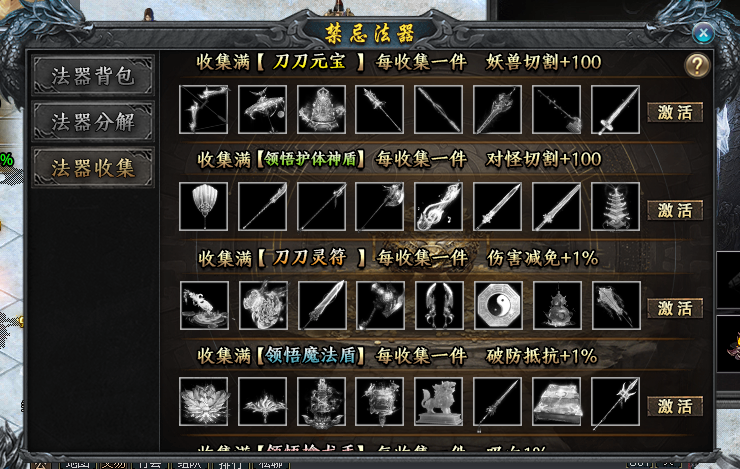 禁忌法器
法器背包
法器分解
法器收集
收集满【 刀刀元宝 】每收集一件 妖兽切割+100
激活
收集满【领悟护体神盾】每收集一件 对怪切割+100
激活
收集满【 刀刀灵符 】每收集一件 伤害减免+1%
激活
收集满【领悟魔法盾】每收集一件 破防抵抗+1%
激活
%